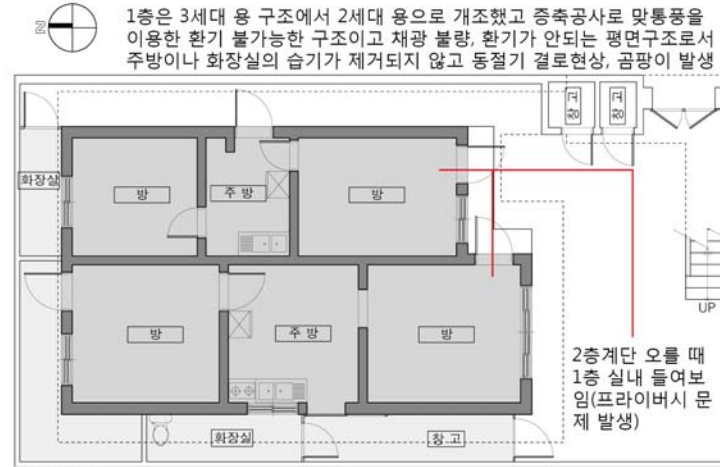 1층은 3세대 용 구조에서 2세대 용으로 개조했고 증축공사로 맞통풍을
이용한 환기 불가능한 구조이고 채광 불량, 환기가 안되는 평면구조로서
주방이나 화장실의 습기가 제거되지 않고 동절기 결로현상, 곰팡이 발생
Z
창고
창고
화장실
방
주 방
방
방
주 방
방
UP
2층계단 오를 때
1층 실내 들여보
임(프라이버시 문
제 발생)
화장실
창 고